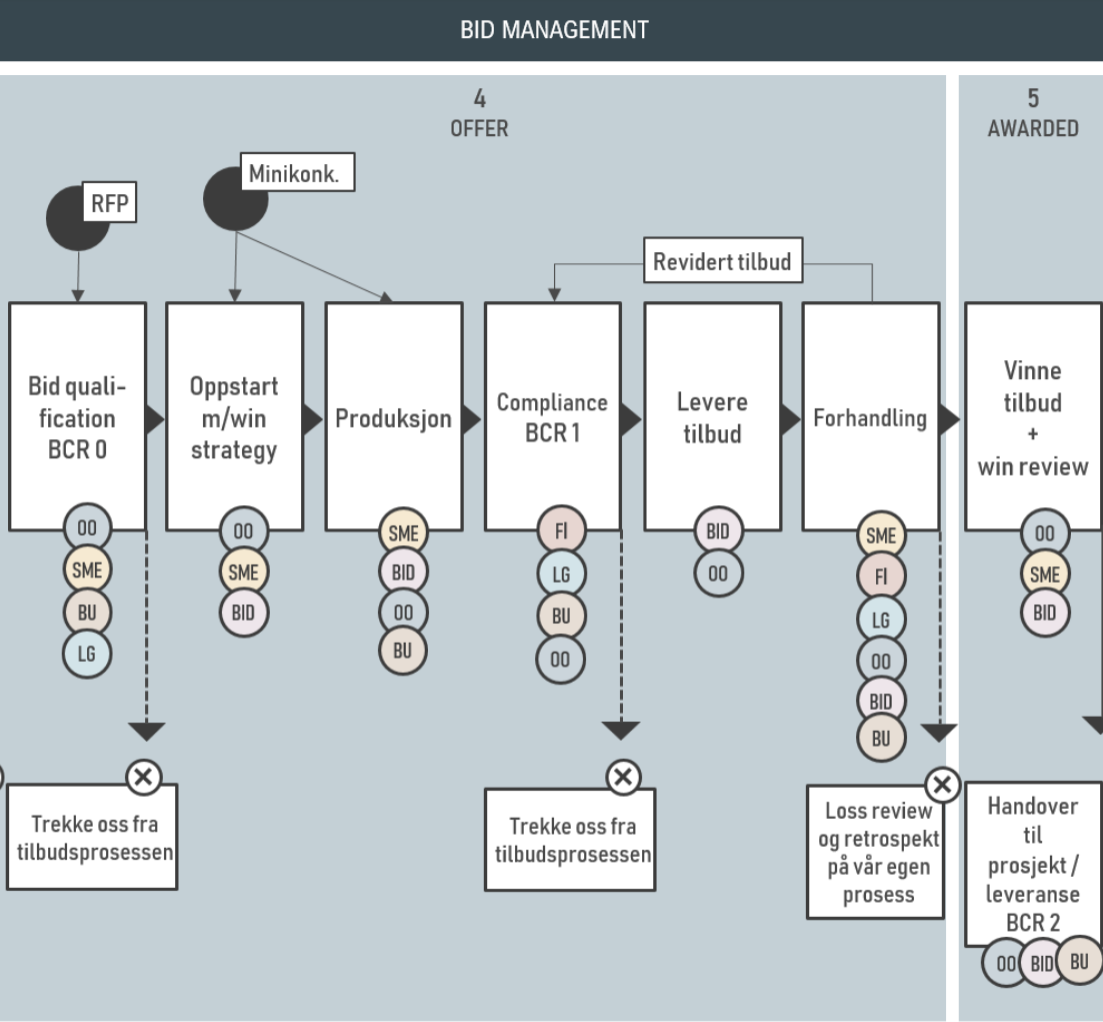 BID MANAGEMENT
4
OFFER
5
AWARDED
RFP
Minikonk.
Revidert tilbud
Bid quali-
fication
BCR 0
OO
SME
BU
LG
Oppstart
m/win
strategy
OO
SME
BID
Produksjon
SME
BID
OO
BU
Compliance
BCR 1
FI
LG
BU
OO
Levere
tilbud
BID
OO
Forhandling
SME
FI
LG
OO
BID
BU
Vinne
tilbud
+
win review
OO
SME
BID
Trekke oss fra
tilbudsprosessen
Trekke oss fra
tilbudsprosessen
Loss review
og retrospekt
på vår egen
prosess
Handover
til
prosjekt /
leveranse
BCR 2
OO BID BU